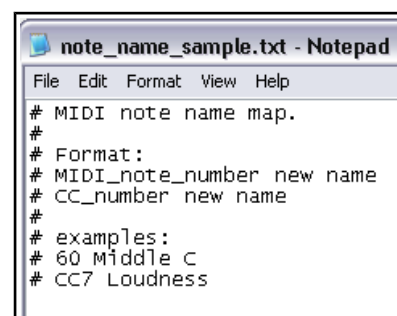 note_name_sample.txt - Notepad
File Edit Format View Help
# MIDI note name map.
#
# Format:
# MIDI_note_number new name
# CC_number new name
#
# examples:
# 60 Middle C
# CC7 Loudness